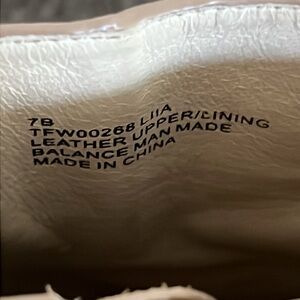 7B
TFW00268 LIIA
LEATHER UPPER/LINING
BALANCE MAN MADE
MADE IN CHINA